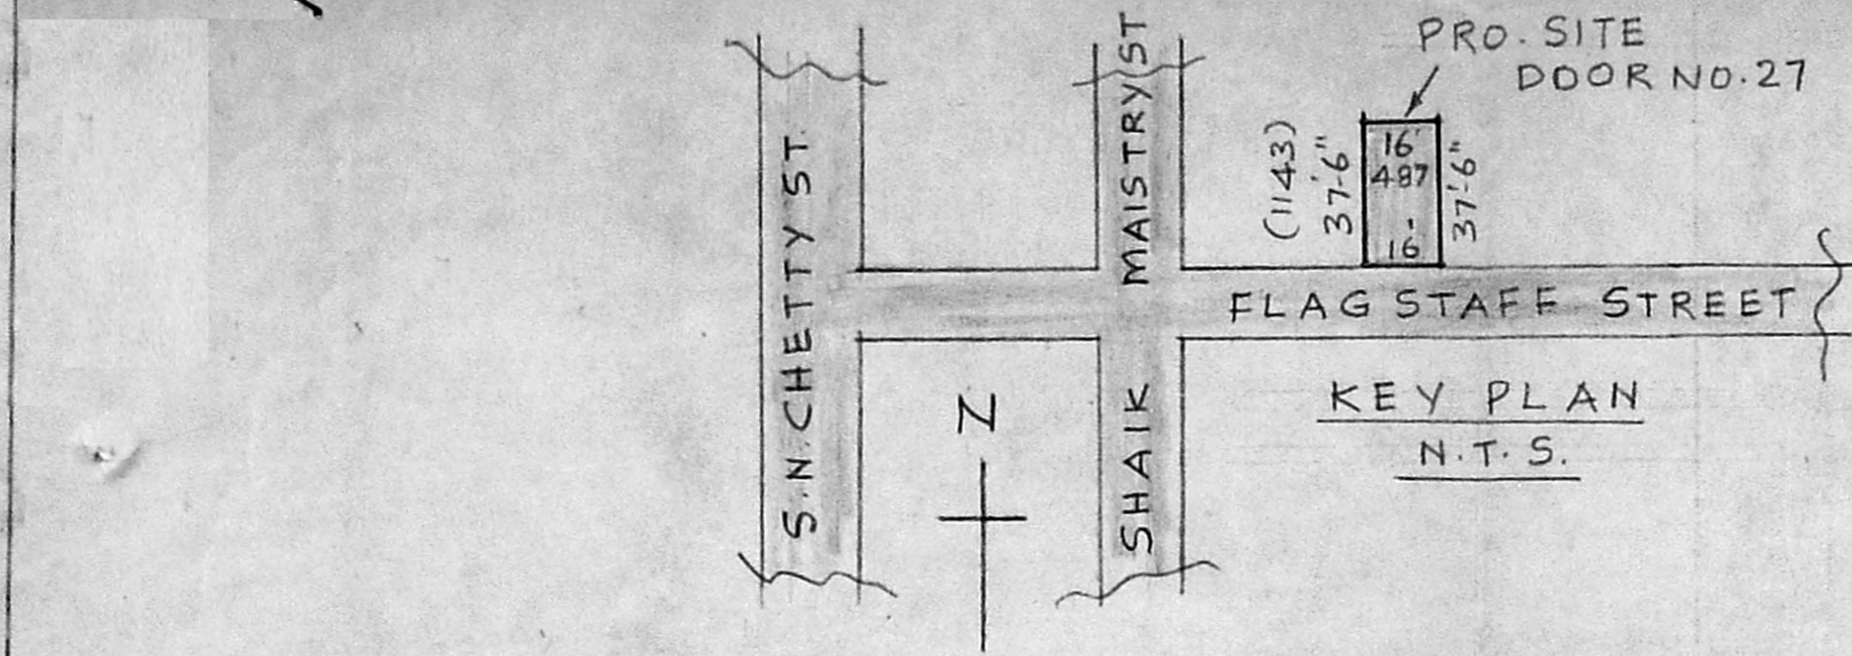 PRO. SITE
DOOR NO.27
S.N.CHETTY ST.
SHAIK MAISTRY ST
(1143)
37'-6"
16'
487
16'
37'-6"
FLAG STAFF STREET
N
KEY PLAN
N.T.S.